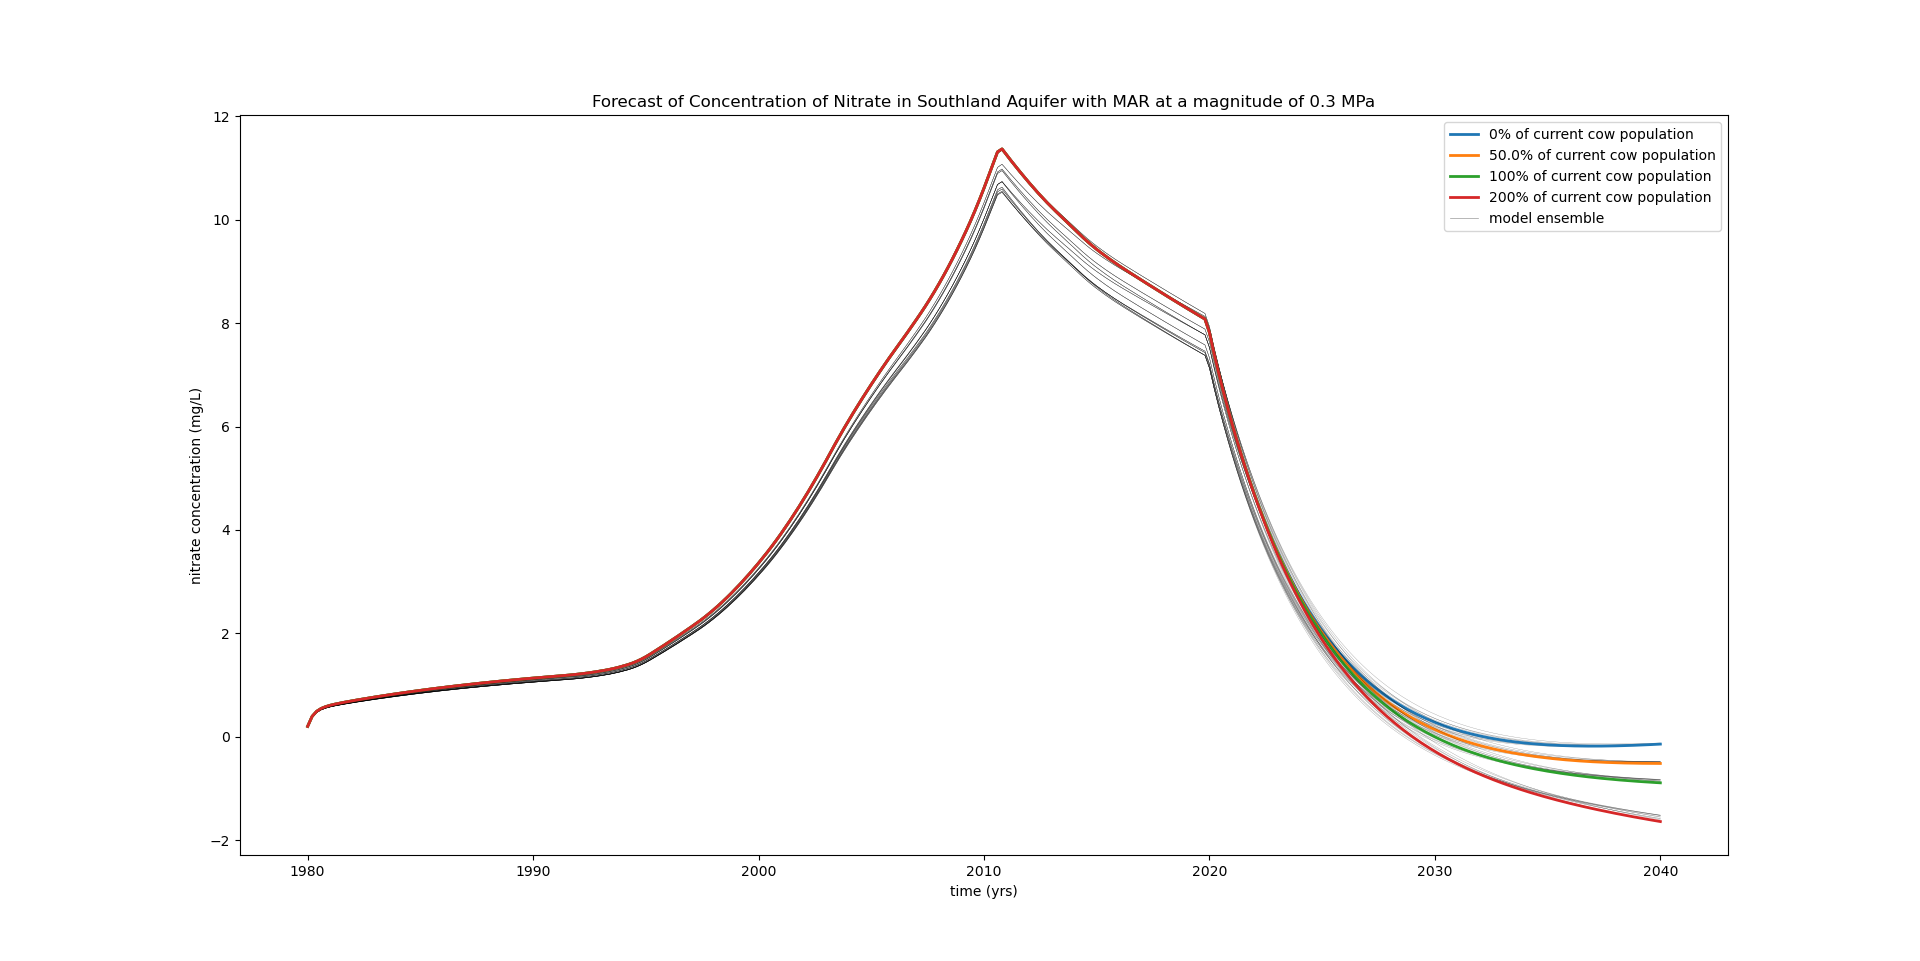 Forecast of Concentration of Nitrate in Southland Aquifer with MAR at a magnitude of 0.3 MPa
12
10
8
6
4
2
0
−2
nitrate concentration (mg/L)
0% of current cow population
50.0% of current cow population
100% of current cow population
200% of current cow population
model ensemble
1980 1990 2000 2010 2020 2030 2040
time (yrs)